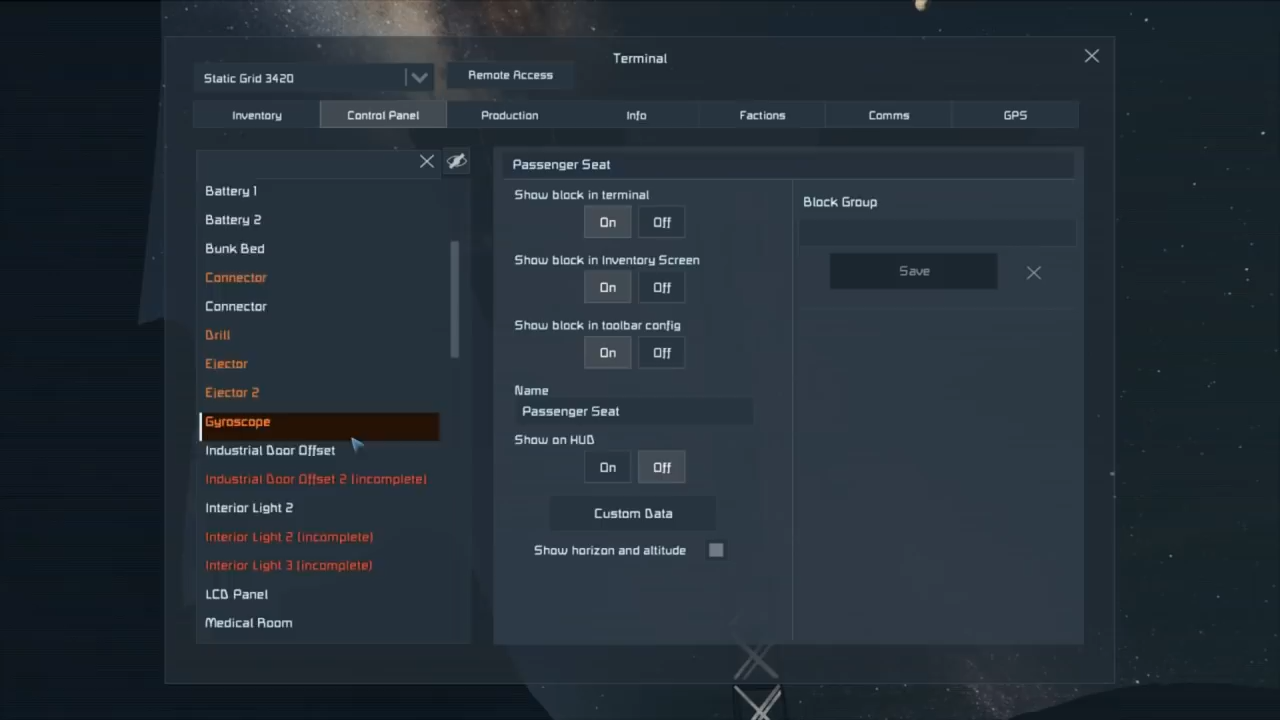 Terminal
Static Grid 3420
Remote Access
Inventory
Control Panel
Production
Info
Factions
Comms
GPS
Battery 1
Battery 2
Bunk Bed
Connector
Connector
Drill
Ejector
Ejector 2
Gyroscope
Industrial Door Offset
Industrial Door Offset 2 (Incomplete)
Interior Light 2
Interior Light 2 (Incomplete)
Interior Light 3 (Incomplete)
LCD Panel
Medical Room
Passenger Seat
Show block in terminal
On Off
Show block in Inventory Screen
On Off
Show block in toolbar config
On Off
Name
Passenger Seat
Show on HUD
On Off
Custom Data
Show horizon and altitude
Block Group
Save